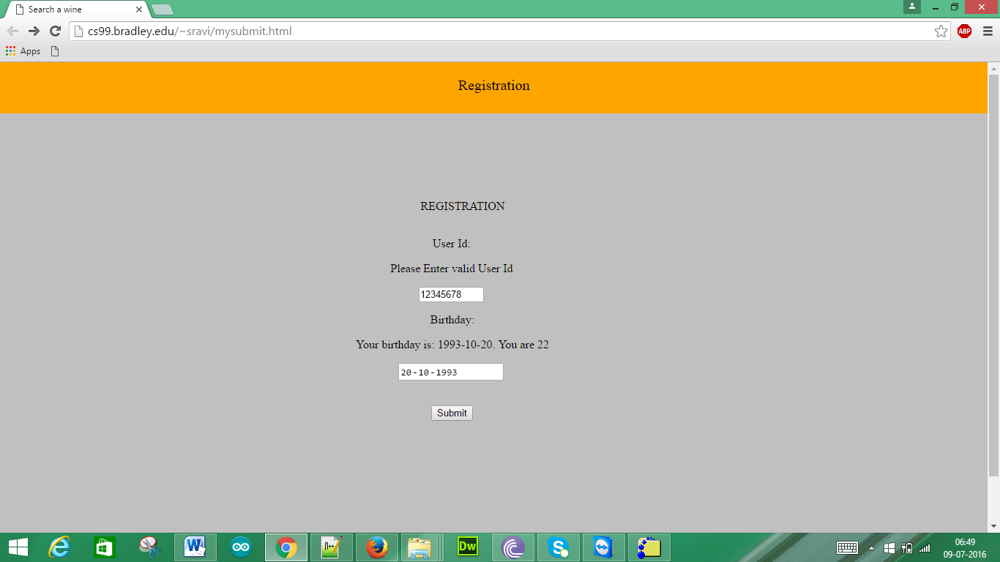 Search a wine
cs99.bradley.edu/~sravi/mysubmit.html
ABP
Apps
Registration
REGISTRATION
User Id:
Please Enter valid User Id
12345678
Birthday:
Your birthday is: 1993-10-20. You are 22
20-10-1993
Submit
W
N++
Dw
S
06:49
09-07-2016